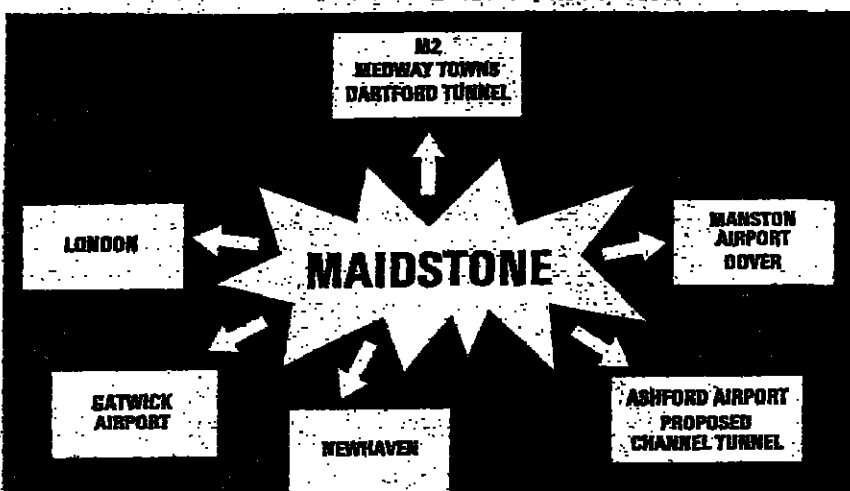 M2
MEDWAY TOWNS
DARTFORD TUNNEL
LONDON
MAIDSTONE
MANSTON
AIRPORT
DOVER
GATWICK
AIRPORT
NEWHAVEN
ASHFORD AIRPORT
PROPOSED
CHANNEL TUNNEL